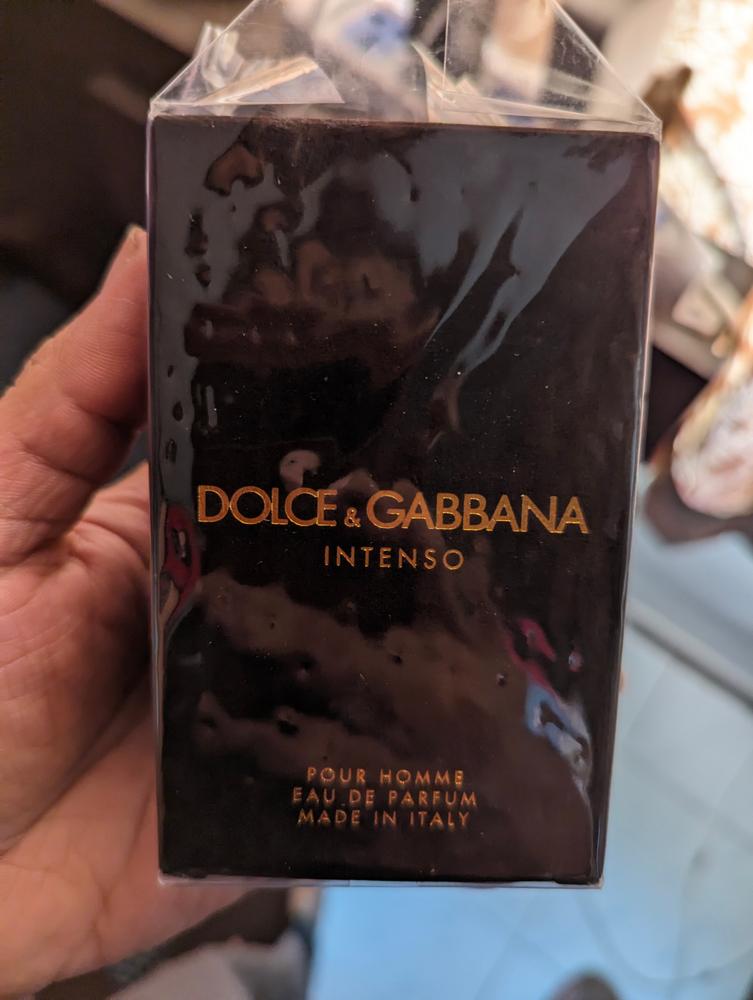 DOLCE & GABBANA
INTENSO
POUR HOMME
EAU DE PARFUM
MADE IN ITALY